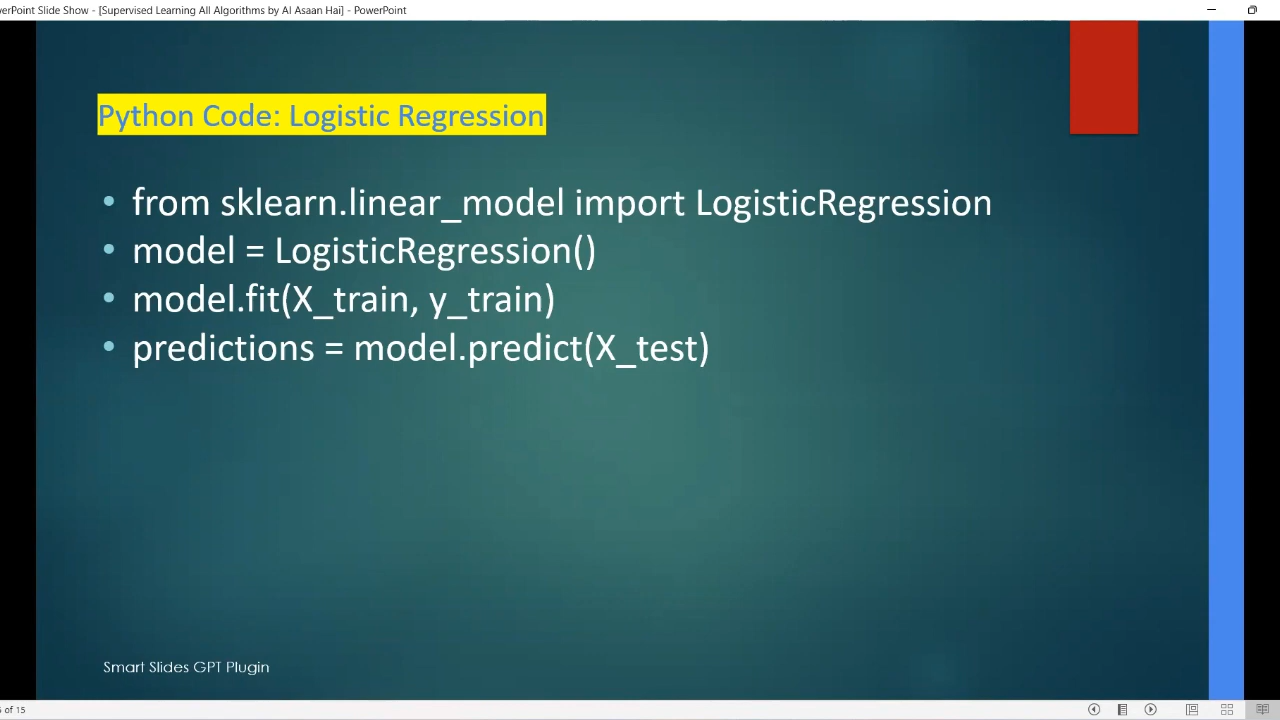 PowerPoint Slide Show - [Supervised Learning All Algorithms by AI Asaan Hai] - PowerPoint
Python Code: Logistic Regression
• from sklearn.linear_model import LogisticRegression
• model = LogisticRegression()
• model.fit(X_train, y_train)
• predictions = model.predict(X_test)
Smart Slides GPT Plugin
of 15